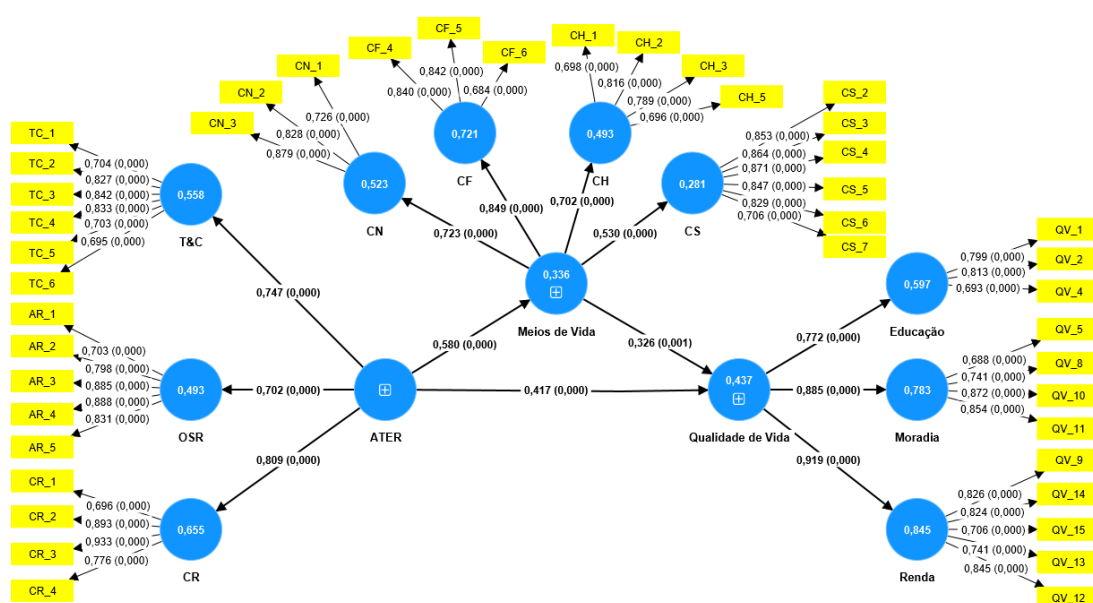 CF_5
CH_1
CF_4
CF_6
CH_2
CN_1
CH_3
CN_2
CH_5
CN_3
0,842 (0,000)
0,840 (0,000)
0,684 (0,000)
0,698 (0,000)
0,816 (0,000)
0,789 (0,000)
0,696 (0,000)
0,726 (0,000)
0,828 (0,000)
0,879 (0,000)
0,721
CF
0,493
CH
0,523
CN
0,281
CS
CS_2
CS_3
CS_4
CS_5
CS_6
CS_7
0,853 (0,000)
0,864 (0,000)
0,871 (0,000)
0,847 (0,000)
0,829 (0,000)
0,706 (0,000)
TC_1
TC_2
TC_3
TC_4
TC_5
TC_6
0,704 (0,000)
0,827 (0,000)
0,842 (0,000)
0,833 (0,000)
0,703 (0,000)
0,695 (0,000)
0,558
T&C
0,849 (0,000)
0,702 (0,000)
0,723 (0,000)
0,530 (0,000)
0,336
Meios de Vida
0,747 (0,000)
0,580 (0,000)
0,326 (0,001)
AR_1
AR_2
AR_3
AR_4
AR_5
0,703 (0,000)
0,798 (0,000)
0,885 (0,000)
0,888 (0,000)
0,831 (0,000)
0,493
OSR
0,702 (0,000)
ATER
0,417 (0,000)
0,437
Qualidade de Vida
0,772 (0,000)
0,885 (0,000)
0,919 (0,000)
0,597
Educação
0,799 (0,000)
0,813 (0,000)
0,693 (0,000)
QV_1
QV_2
QV_4
0,783
Moradia
0,688 (0,000)
0,741 (0,000)
0,872 (0,000)
0,854 (0,000)
QV_5
QV_8
QV_10
QV_11
0,809 (0,000)
CR_1
CR_2
CR_3
CR_4
0,696 (0,000)
0,893 (0,000)
0,933 (0,000)
0,776 (0,000)
0,655
CR
0,845
Renda
0,826 (0,000)
0,824 (0,000)
0,706 (0,000)
0,741 (0,000)
0,845 (0,000)
QV_9
QV_14
QV_15
QV_13
QV_12